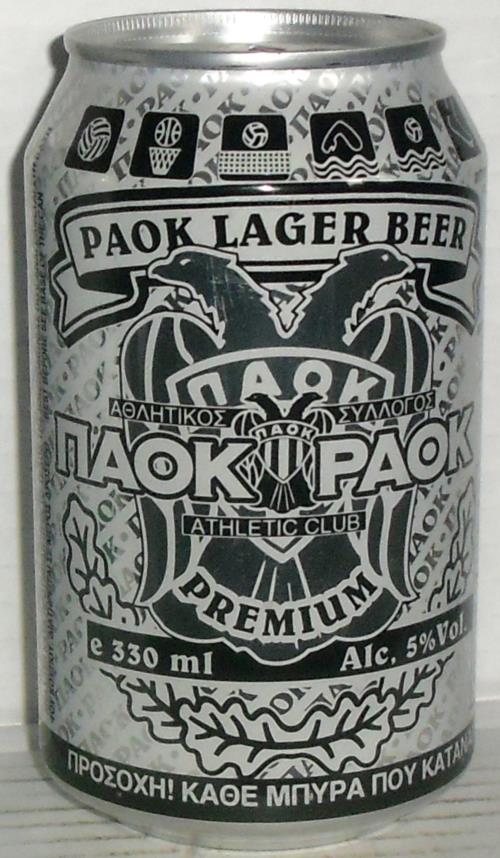 PAOK LAGER BEER
ΠΑΟΚ
ΑΘΛΗΤΙΚΟΣ ΣΥΛΛΟΓΟΣ
ΠΑΟΚ
ΠΑΟΚ PAOK
ATHLETIC CLUB
PREMIUM
e 330 ml
Alc. 5% Vol.
ΠΡΟΣΟΧΗ! ΚΑΘΕ ΜΠΥΡΑ ΠΟΥ